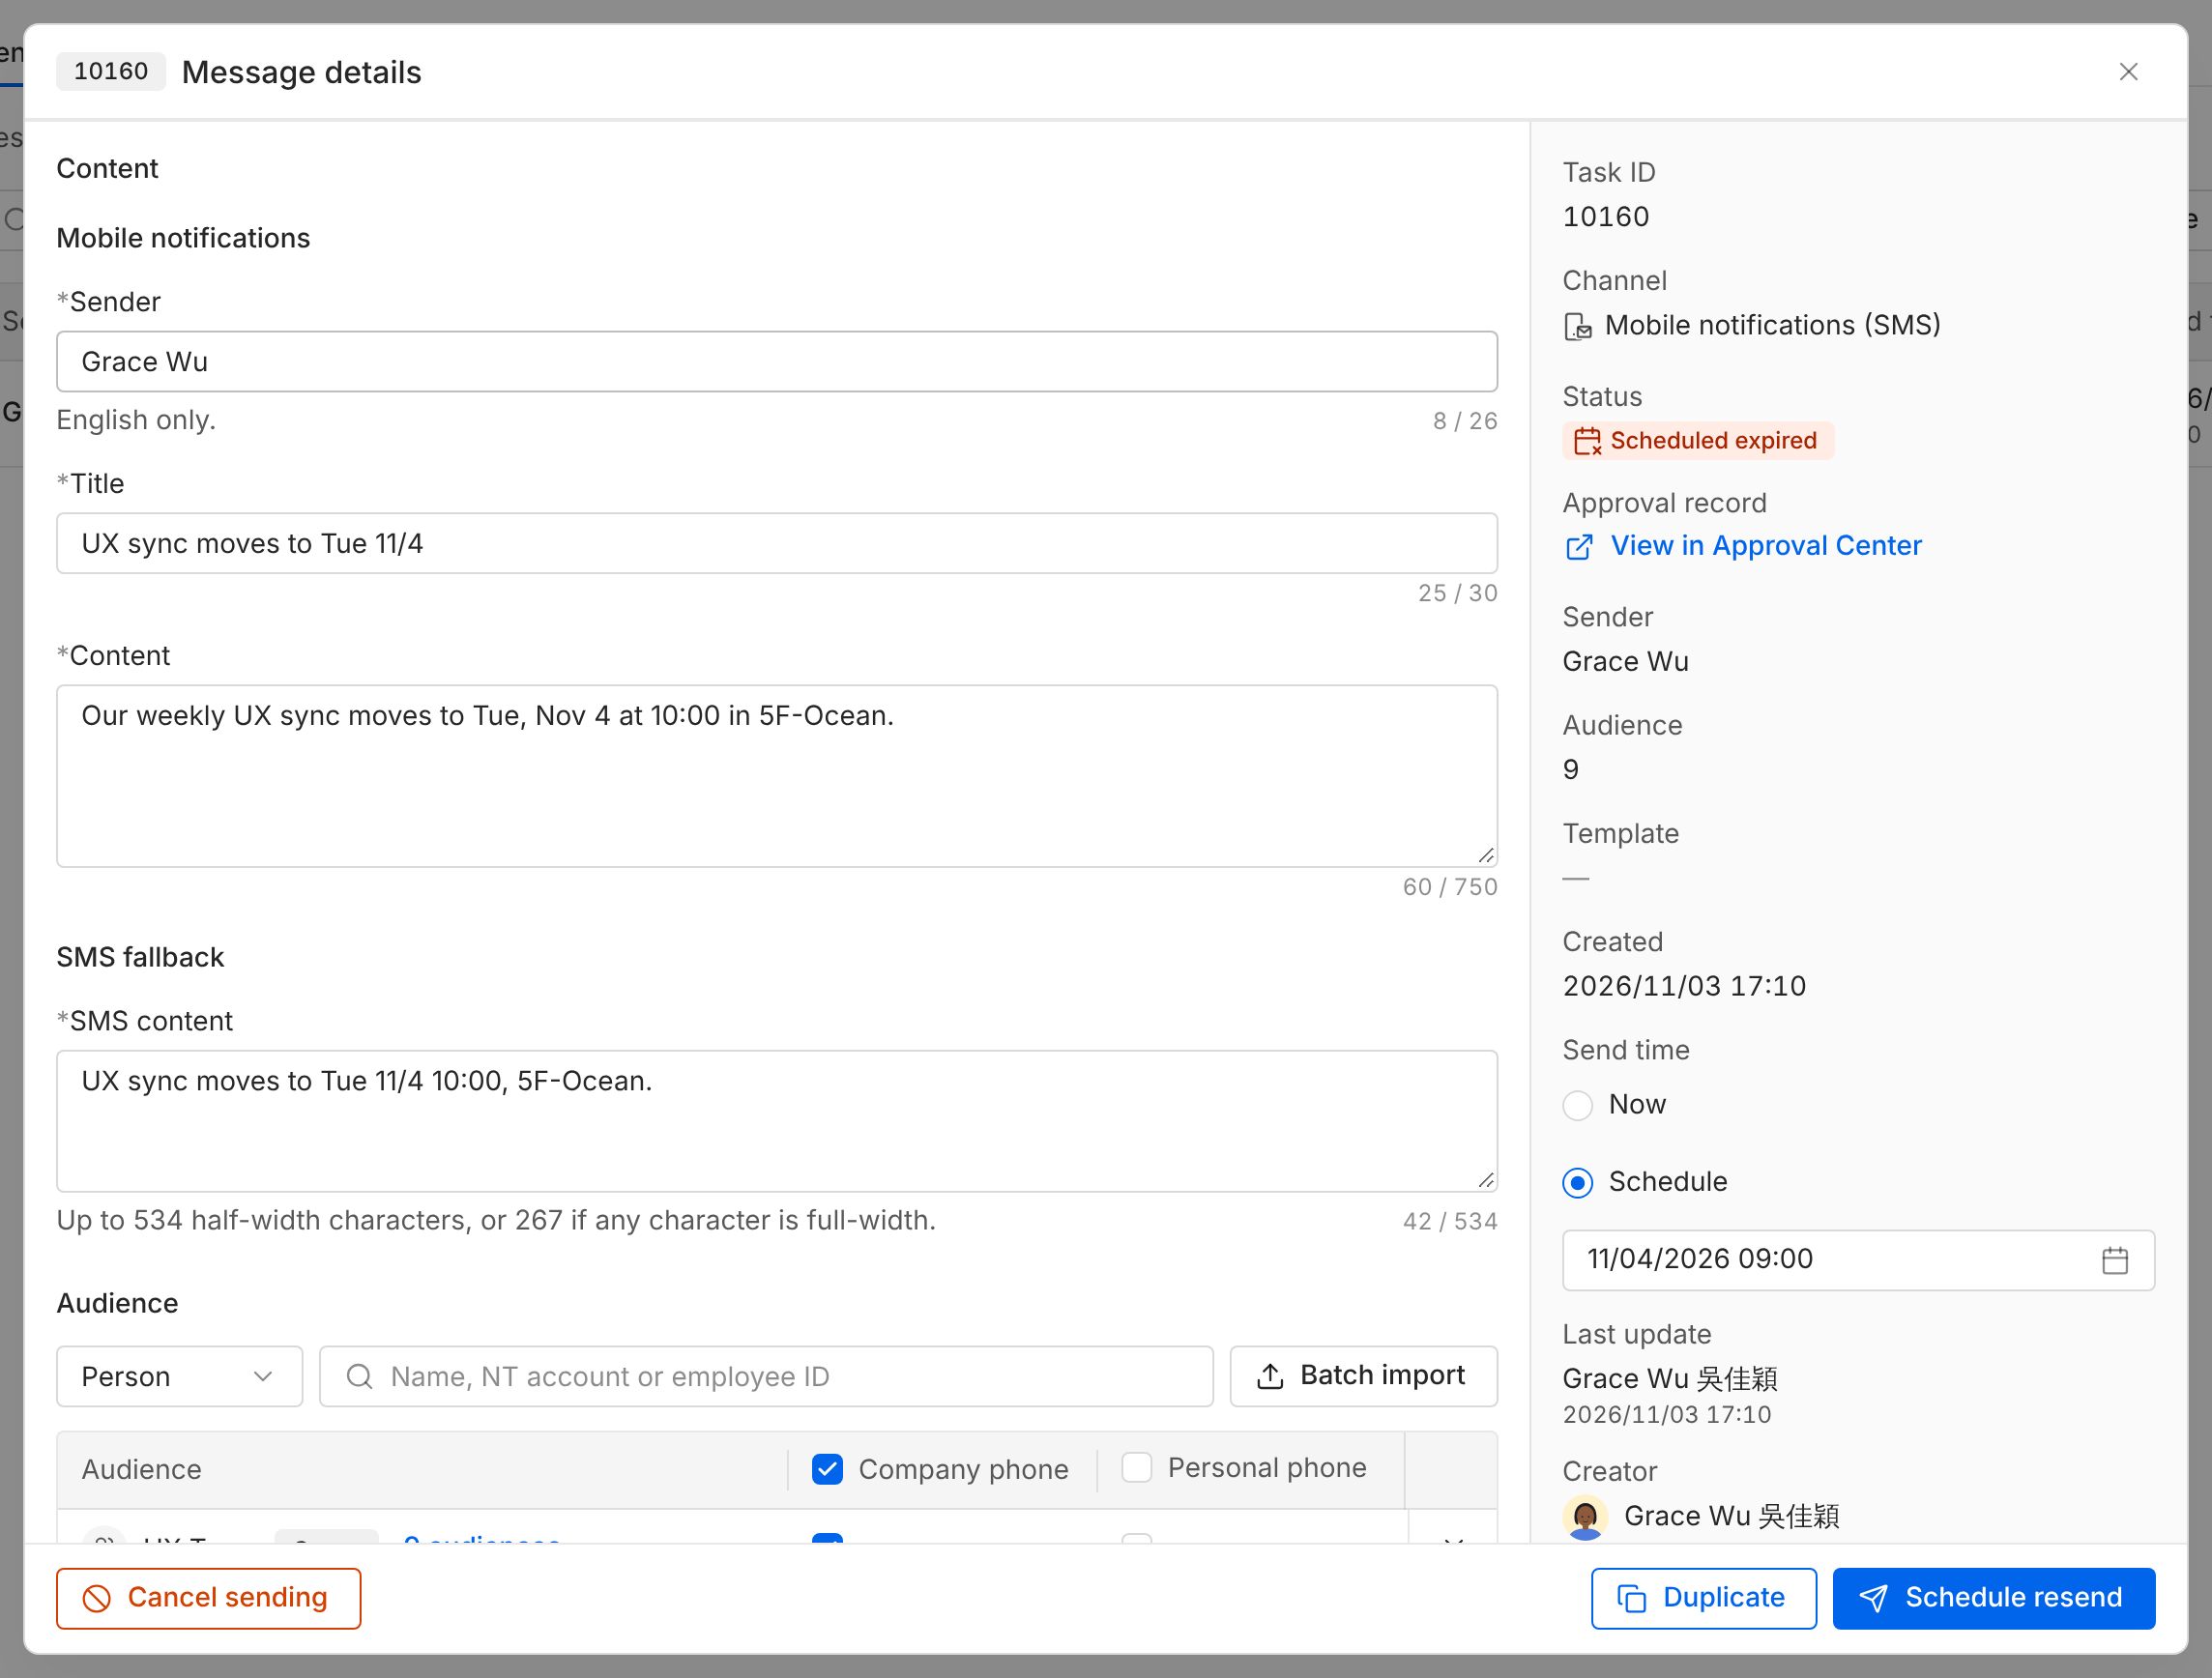 10160 Message details
Content
Mobile notifications
*Sender
Grace Wu
English only.
8 / 26
*Title
UX sync moves to Tue 11/4
25 / 30
*Content
Our weekly UX sync moves to Tue, Nov 4 at 10:00 in 5F-Ocean.
60 / 750
SMS fallback
*SMS content
UX sync moves to Tue 11/4 10:00, 5F-Ocean.
Up to 534 half-width characters, or 267 if any character is full-width.
42 / 534
Audience
Person
Name, NT account or employee ID
Batch import
Audience
Company phone
Personal phone
Task ID
10160
Channel
Mobile notifications (SMS)
Status
Scheduled expired
Approval record
View in Approval Center
Sender
Grace Wu
Audience
9
Template
—
Created
2026/11/03 17:10
Send time
Now
Schedule
11/04/2026 09:00
Last update
Grace Wu 吳佳穎
2026/11/03 17:10
Creator
Grace Wu 吳佳穎
Cancel sending
Duplicate
Schedule resend